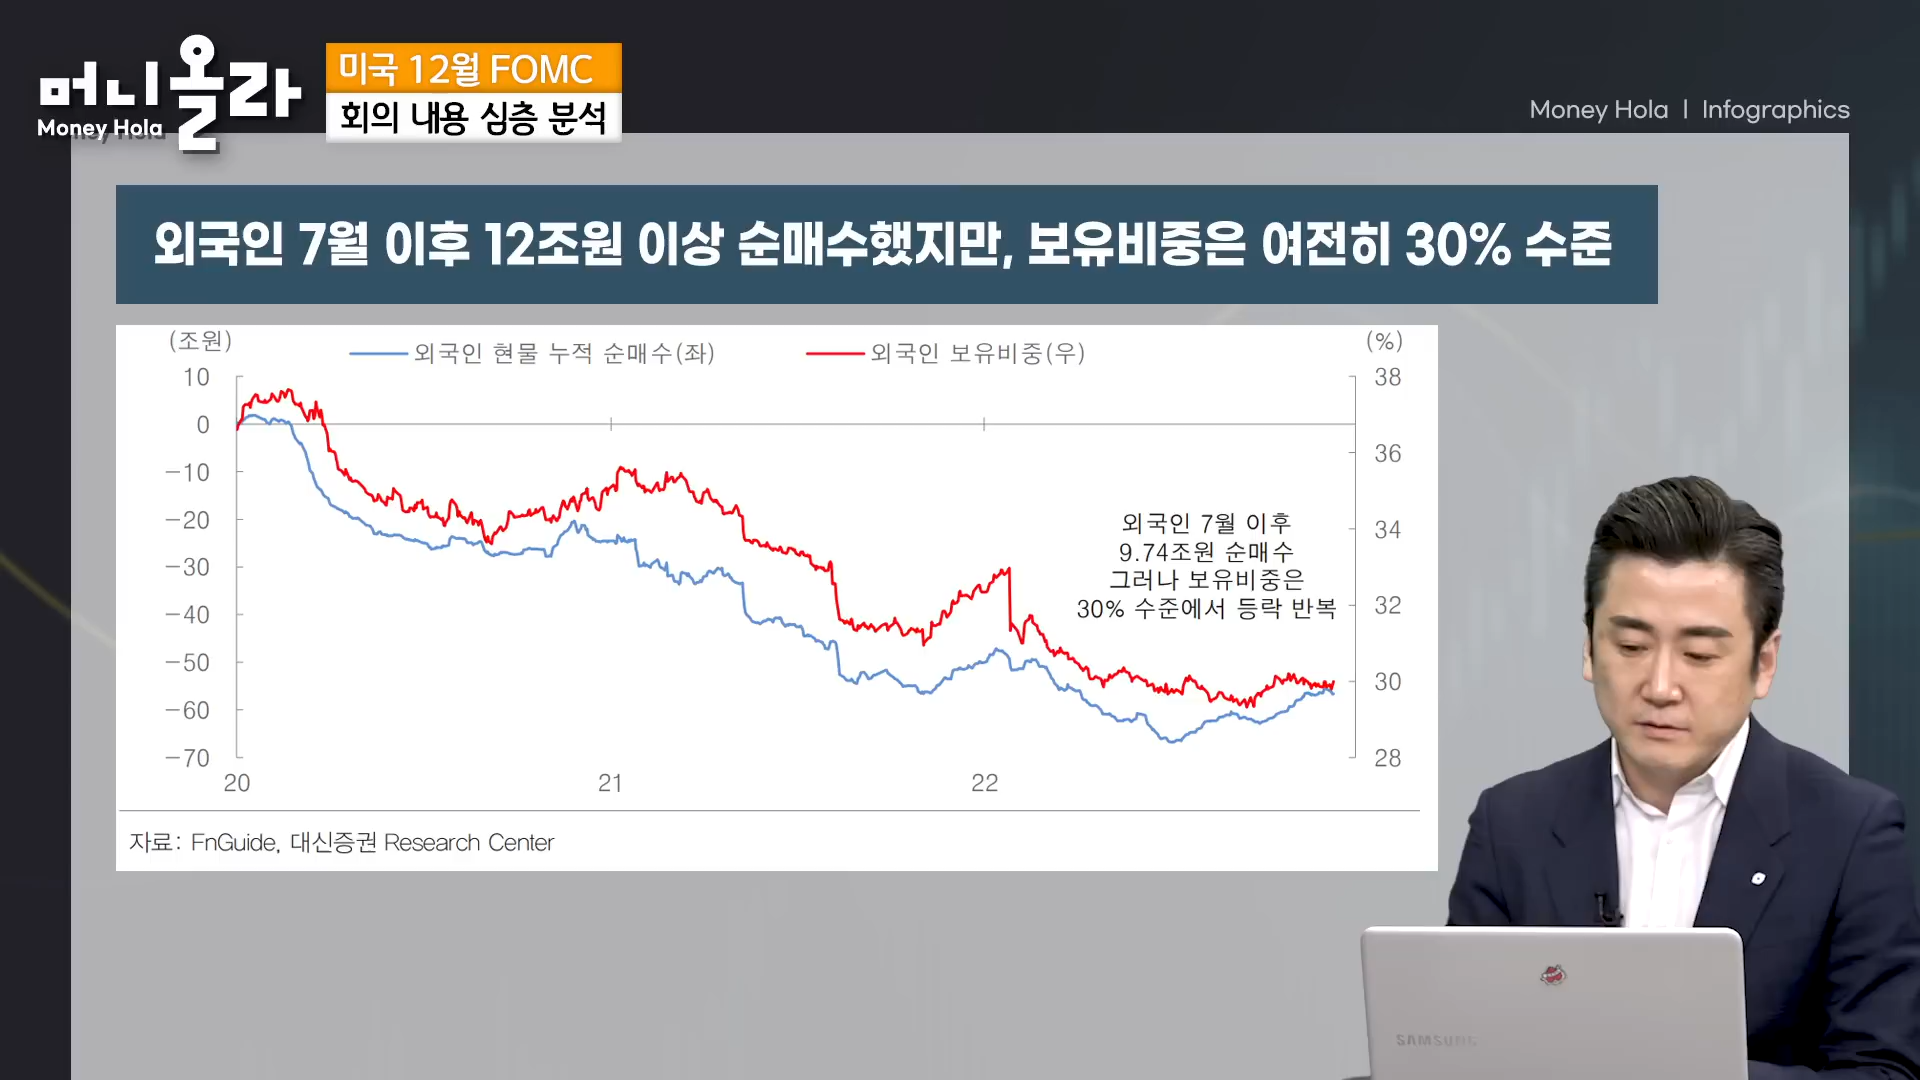 머니올라
Money Hola
미국 12월 FOMC
회의 내용 심층 분석
Money Hola | Infographics
외국인 7월 이후 12조원 이상 순매수했지만, 보유비중은 여전히 30% 수준
(조원)
외국인 현물 누적 순매수(좌)
외국인 보유비중(우)
(%)
10
0
-10
-20
-30
-40
-50
-60
-70
38
36
34
32
30
28
외국인 7월 이후
9.74조원 순매수
그러나 보유비중은
30% 수준에서 등락 반복
20
21
22
자료: FnGuide, 대신증권 Research Center
SAMSUNG